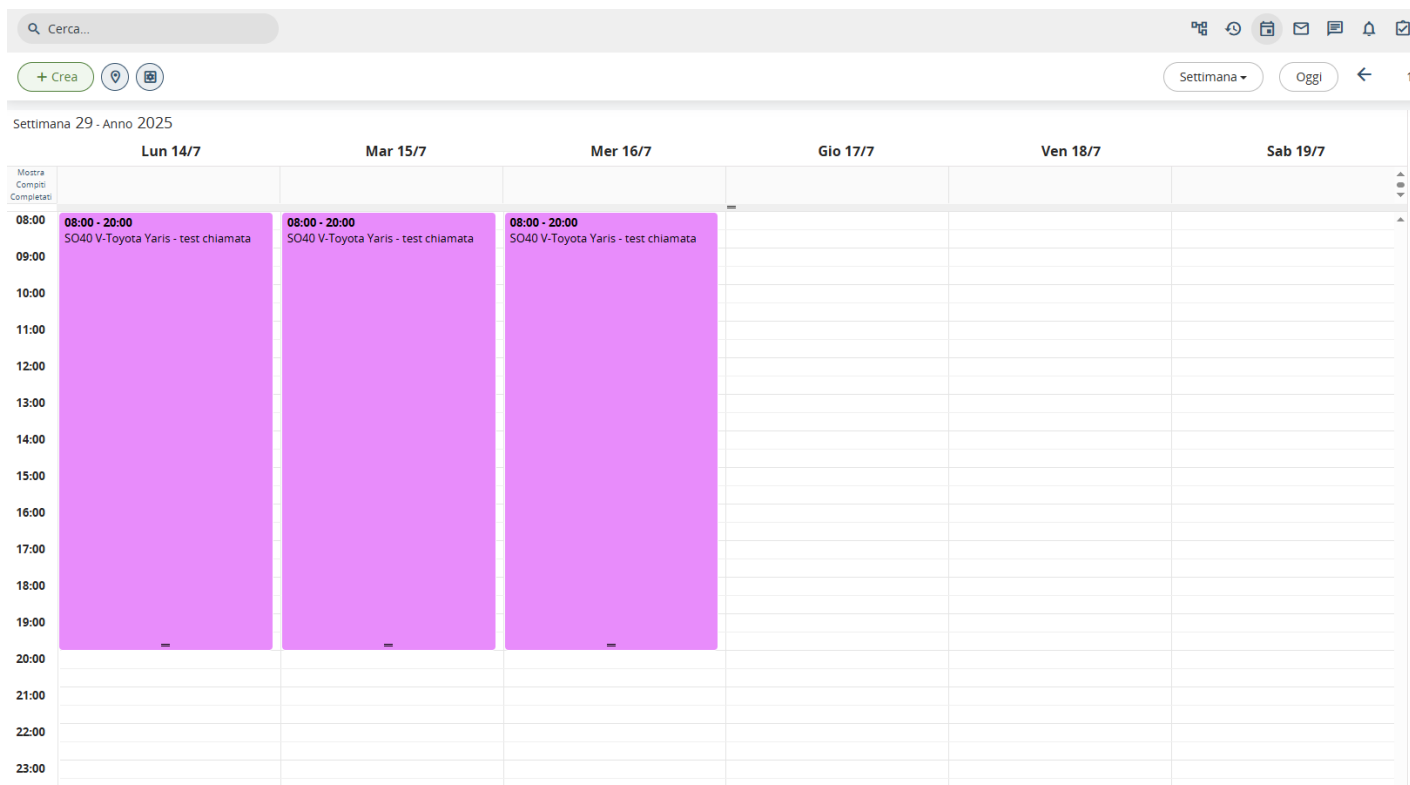 Cerca...
+ Crea
Settimana
Oggi
Settimana 29 - Anno 2025
Lun 14/7
Mar 15/7
Mer 16/7
Gio 17/7
Ven 18/7
Sab 19/7
Mostra
Compiti
Completati
08:00
08:00 - 20:00
SO40 V-Toyota Yaris - test chiamata
08:00 - 20:00
SO40 V-Toyota Yaris - test chiamata
08:00 - 20:00
SO40 V-Toyota Yaris - test chiamata
09:00
10:00
11:00
12:00
13:00
14:00
15:00
16:00
17:00
18:00
19:00
20:00
21:00
22:00
23:00